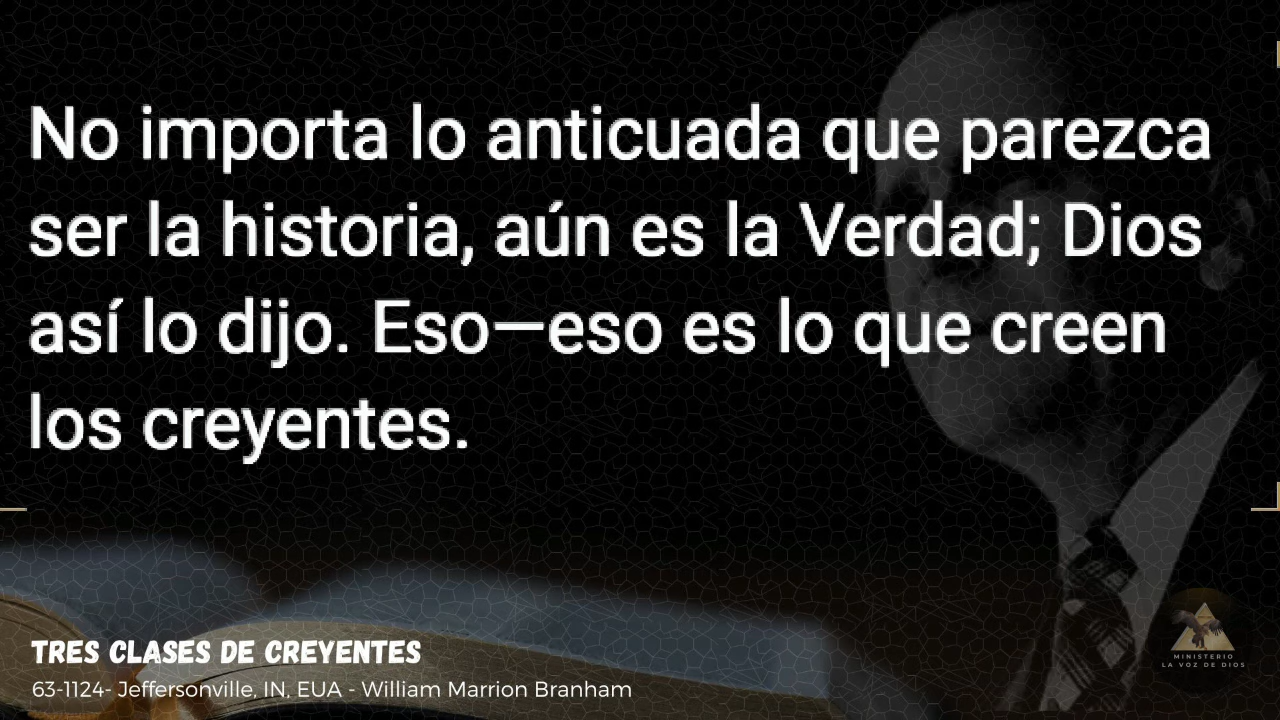 No importa lo anticuada que parezca
ser la historia, aún es la Verdad; Dios
así lo dijo. Eso—eso es lo que creen
los creyentes.
TRES CLASES DE CREYENTES
63-1124- Jeffersonville, IN, EUA - William Marrion Branham
MINISTERIO
LA VOZ DE DIOS